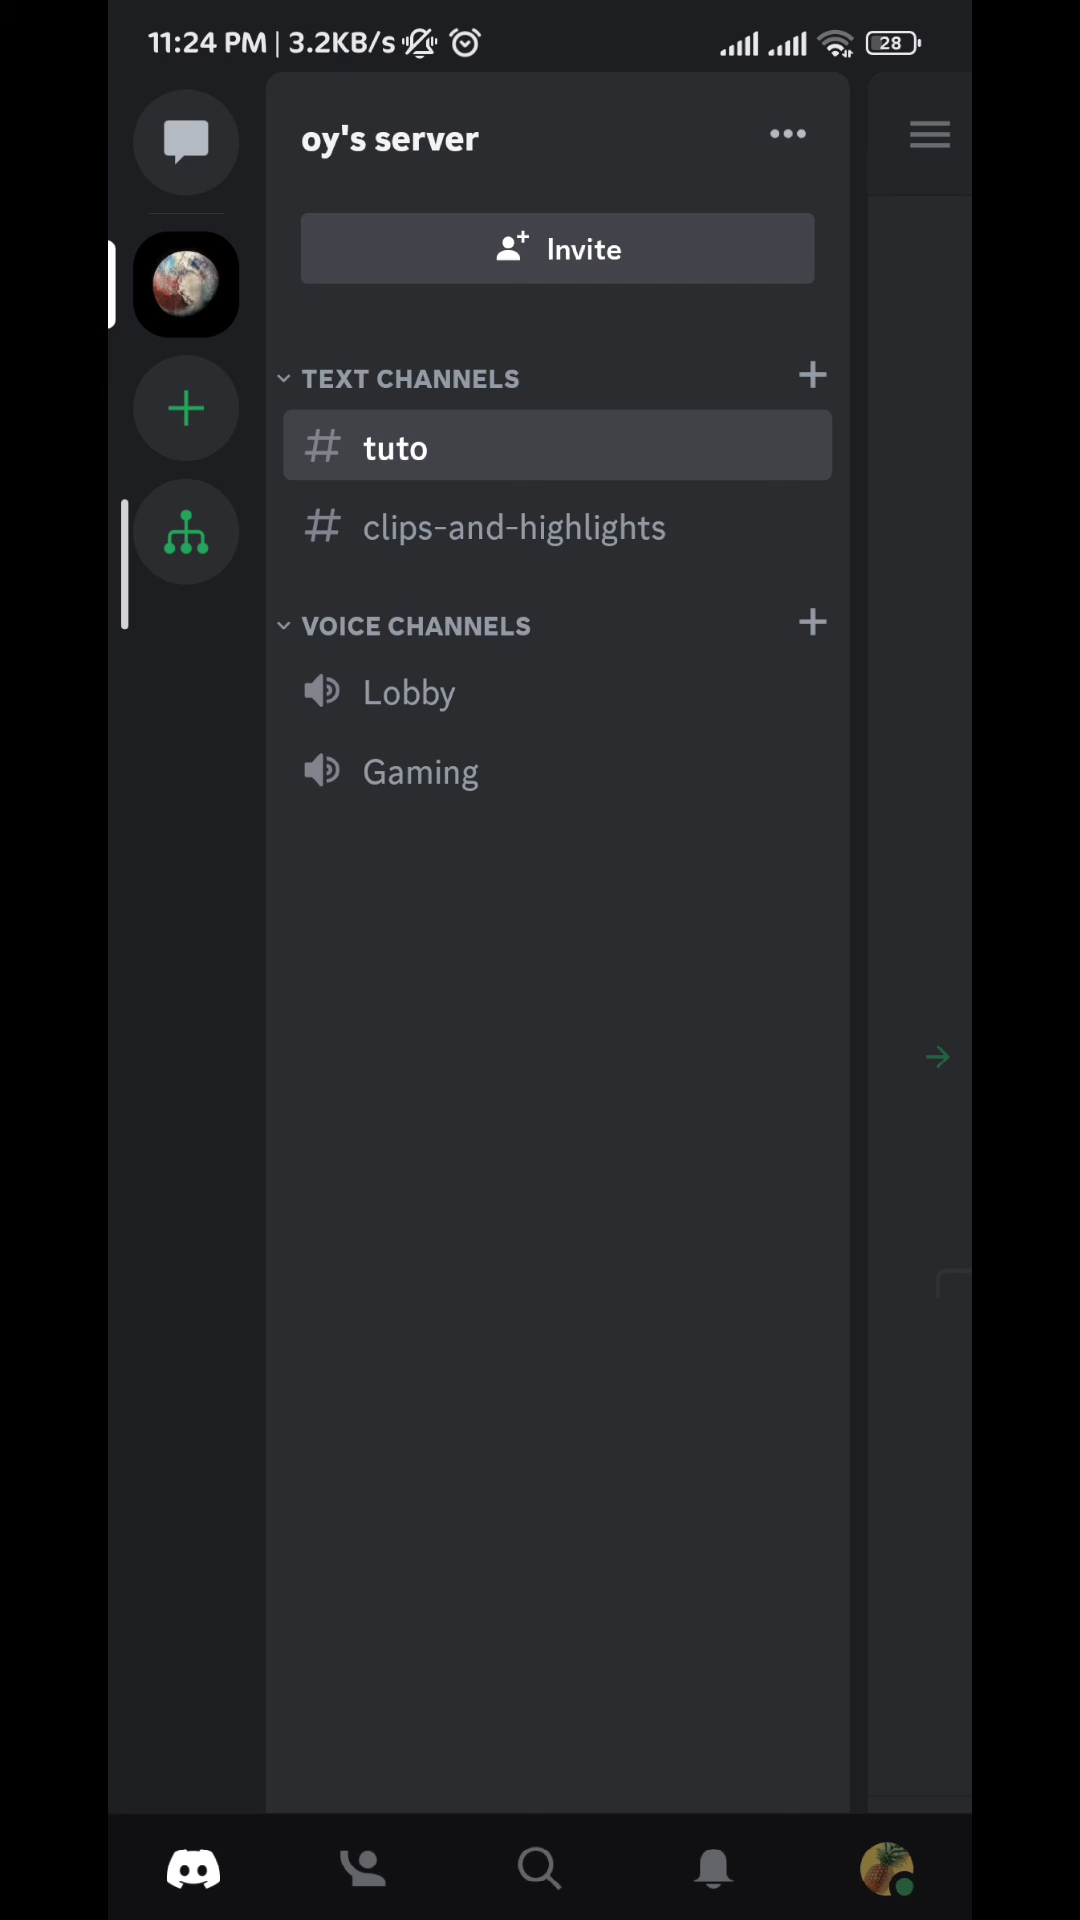 11:24 PM | 3.2KB/s
28
oy's server
Invite
TEXT CHANNELS
# tuto
# clips-and-highlights
VOICE CHANNELS
Lobby
Gaming